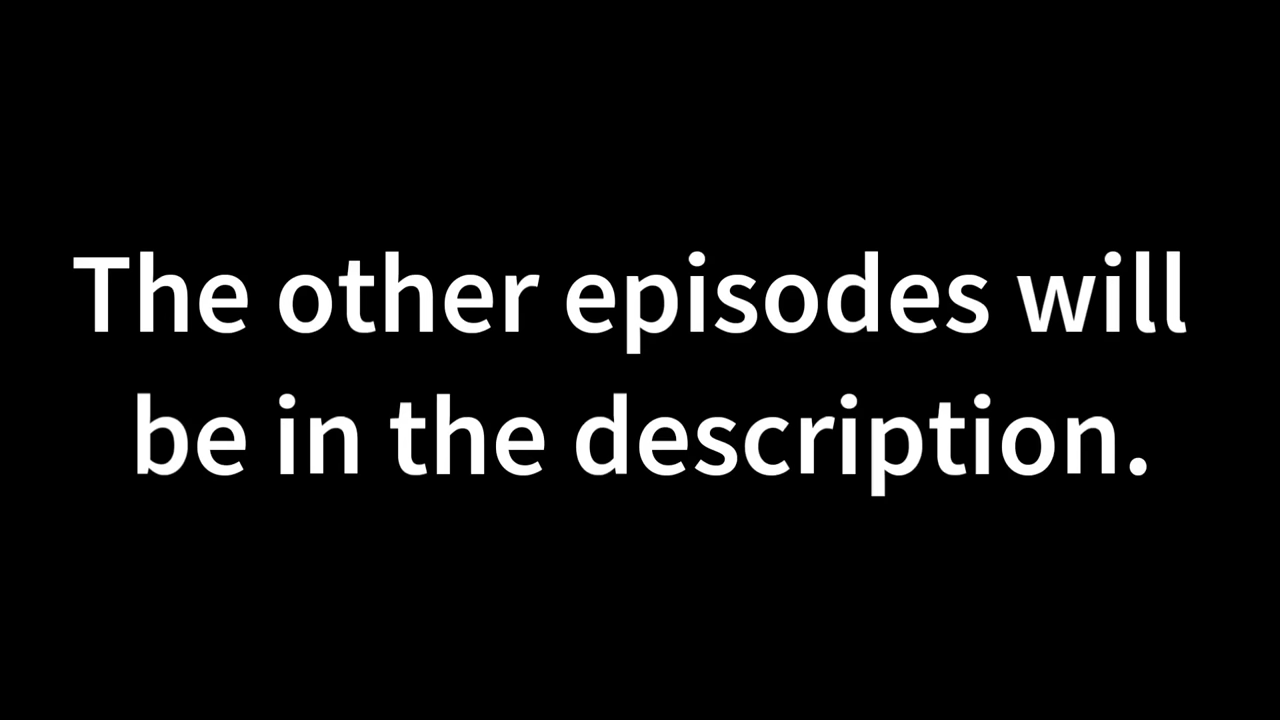 The other episodes will
be in the description.